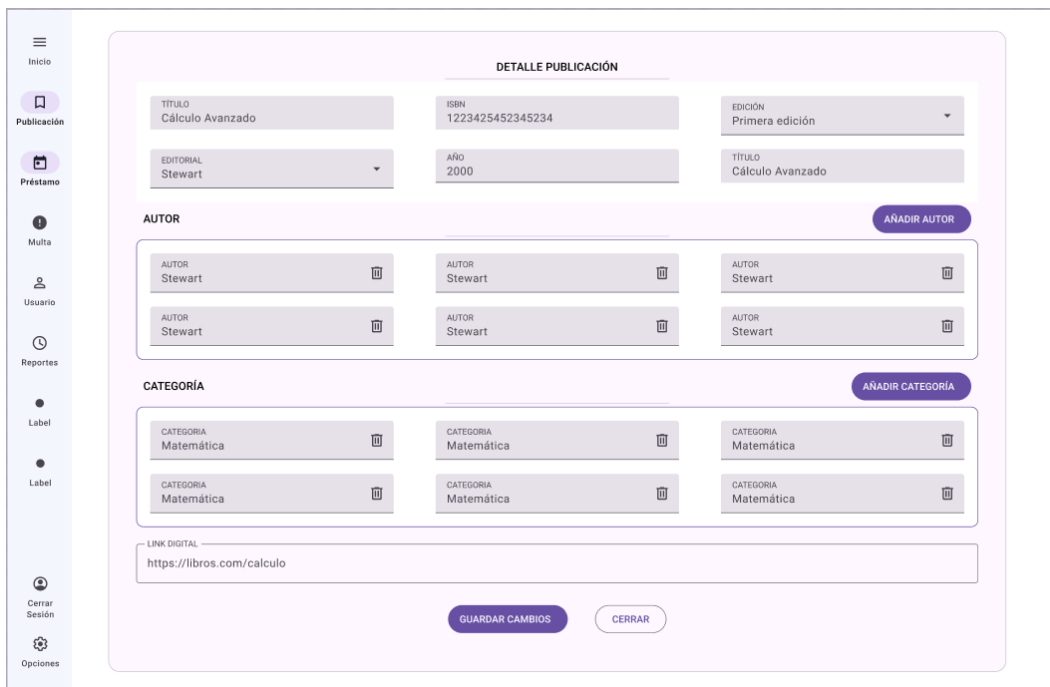 Inicio
Publicación
Préstamo
Multa
Usuario
Reportes
Label
Label
Cerrar
Sesión
Opciones
DETALLE PUBLICACIÓN
TÍTULO
Cálculo Avanzado
ISBN
1223425452345234
EDICIÓN
Primera edición
EDITORIAL
Stewart
AÑO
2000
TÍTULO
Cálculo Avanzado
AUTOR
AÑADIR AUTOR
AUTOR
Stewart
AUTOR
Stewart
AUTOR
Stewart
AUTOR
Stewart
AUTOR
Stewart
AUTOR
Stewart
CATEGORÍA
AÑADIR CATEGORÍA
CATEGORIA
Matemática
CATEGORIA
Matemática
CATEGORIA
Matemática
CATEGORIA
Matemática
CATEGORIA
Matemática
CATEGORIA
Matemática
LINK DIGITAL
https://libros.com/calculo
GUARDAR CAMBIOS
CERRAR